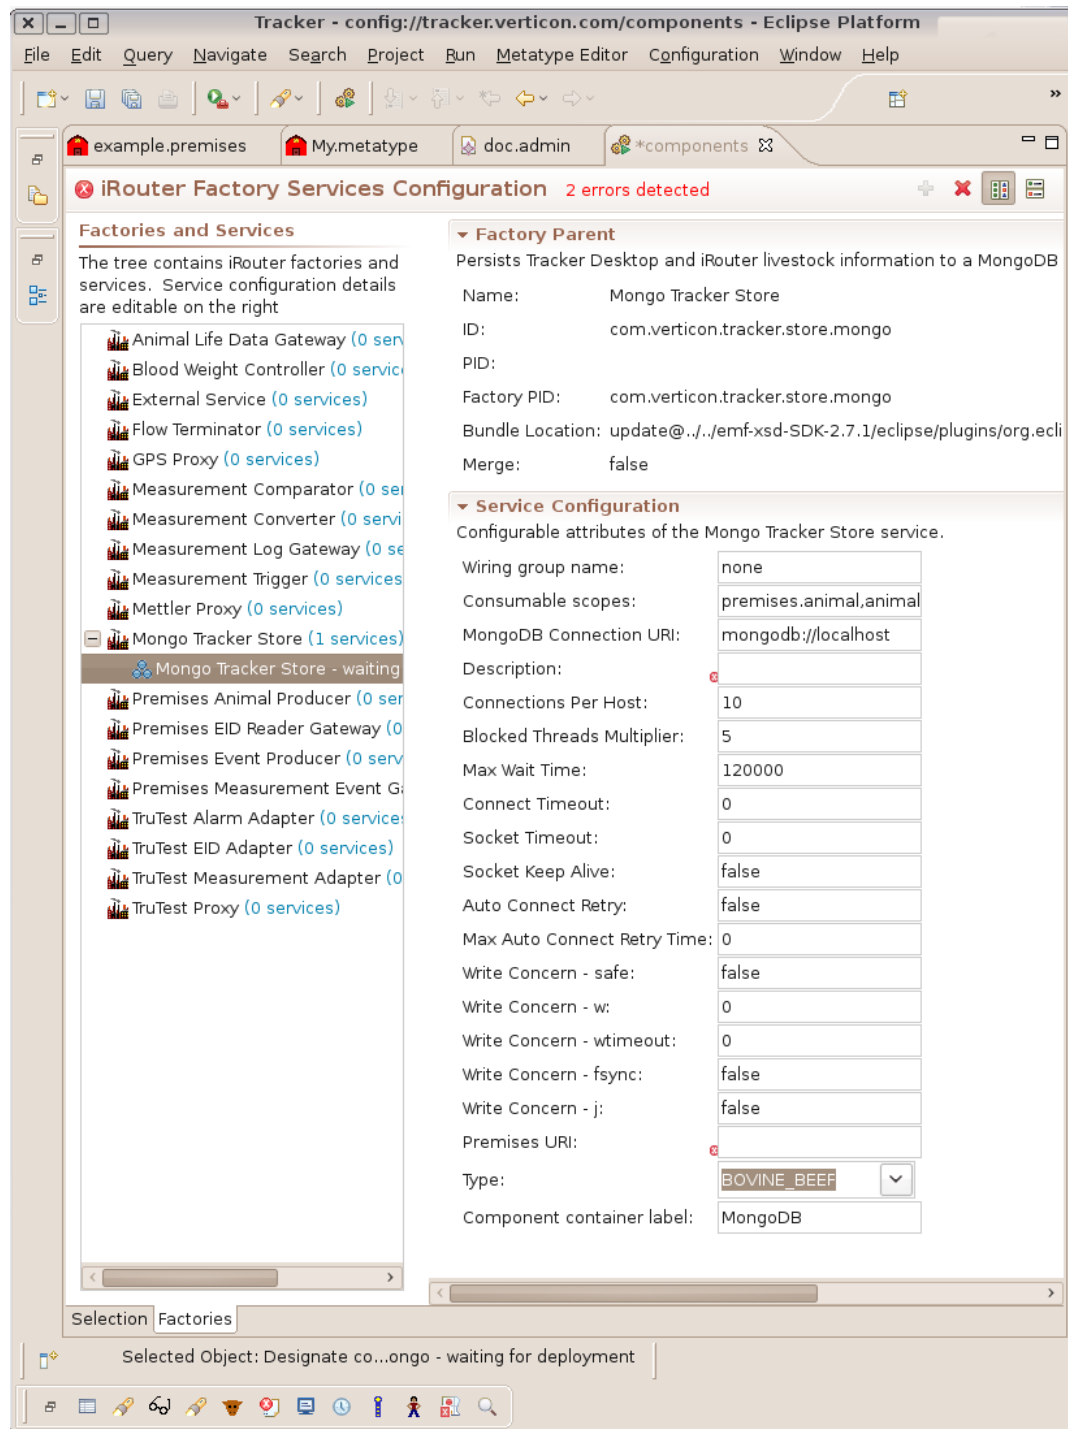 Tracker - config://tracker.verticon.com/components - Eclipse Platform
File Edit Query Navigate Search Project Run Metatype Editor Configuration Window Help
»
example.premises My.metatype doc.admin *components
iRouter Factory Services Configuration 2 errors detected
Factories and Services
The tree contains iRouter factories and
services. Service configuration details
are editable on the right
Animal Life Data Gateway (0 serv
Blood Weight Controller (0 service
External Service (0 services)
Flow Terminator (0 services)
GPS Proxy (0 services)
Measurement Comparator (0 ser
Measurement Converter (0 servi
Measurement Log Gateway (0 se
Measurement Trigger (0 services
Mettler Proxy (0 services)
Mongo Tracker Store (1 services)
Mongo Tracker Store - waiting
Premises Animal Producer (0 ser
Premises EID Reader Gateway (0
Premises Event Producer (0 serv
Premises Measurement Event Ga
TruTest Alarm Adapter (0 services
TruTest EID Adapter (0 services)
TruTest Measurement Adapter (0
TruTest Proxy (0 services)
Factory Parent
Persists Tracker Desktop and iRouter livestock information to a MongoDB
Name: Mongo Tracker Store
ID: com.verticon.tracker.store.mongo
PID:
Factory PID: com.verticon.tracker.store.mongo
Bundle Location: update@../../emf-xsd-SDK-2.7.1/eclipse/plugins/org.ecli
Merge: false
Service Configuration
Configurable attributes of the Mongo Tracker Store service.
Wiring group name: none
Consumable scopes: premises.animal,animal
MongoDB Connection URI: mongodb://localhost
Description:
Connections Per Host: 10
Blocked Threads Multiplier: 5
Max Wait Time: 120000
Connect Timeout: 0
Socket Timeout: 0
Socket Keep Alive: false
Auto Connect Retry: false
Max Auto Connect Retry Time: 0
Write Concern - safe: false
Write Concern - w: 0
Write Concern - wtimeout: 0
Write Concern - fsync: false
Write Concern - j: false
Premises URI:
Type: BOVINE_BEEF
Component container label: MongoDB
Selection Factories
Selected Object: Designate co...ongo - waiting for deployment